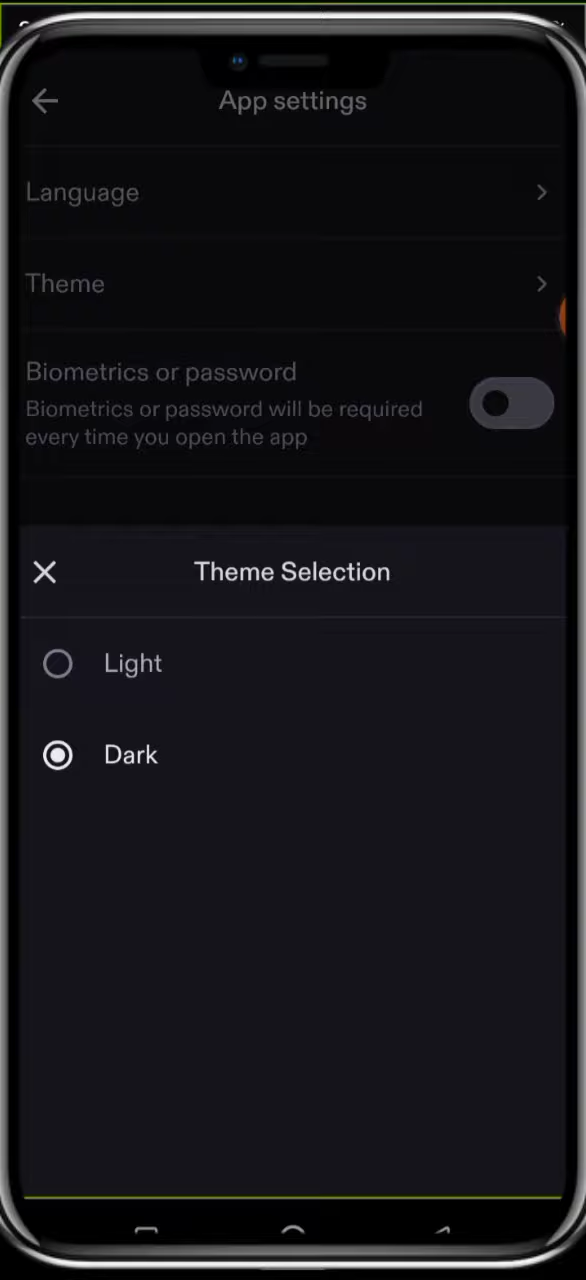 App settings
Language
Theme
Biometrics or password
Biometrics or password will be required
every time you open the app
Theme Selection
Light
Dark